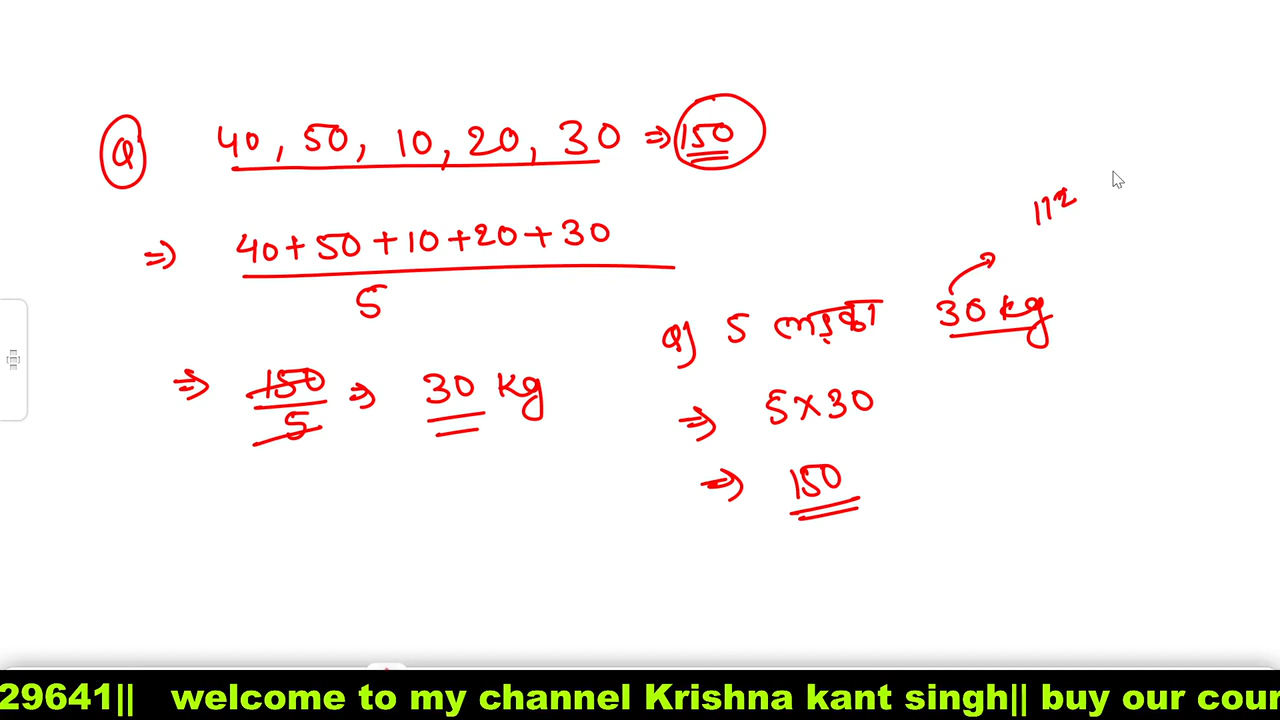 Q) 40, 50, 10, 20, 30 ⇒ 150
⇒ 40+50+10+20+30
5
⇒ 150/5 ⇒ 30 kg
Q) 5 लड़का 30 kg
⇒ 5×30
⇒ 150
29641|| welcome to my channel Krishna kant singh|| buy our cour